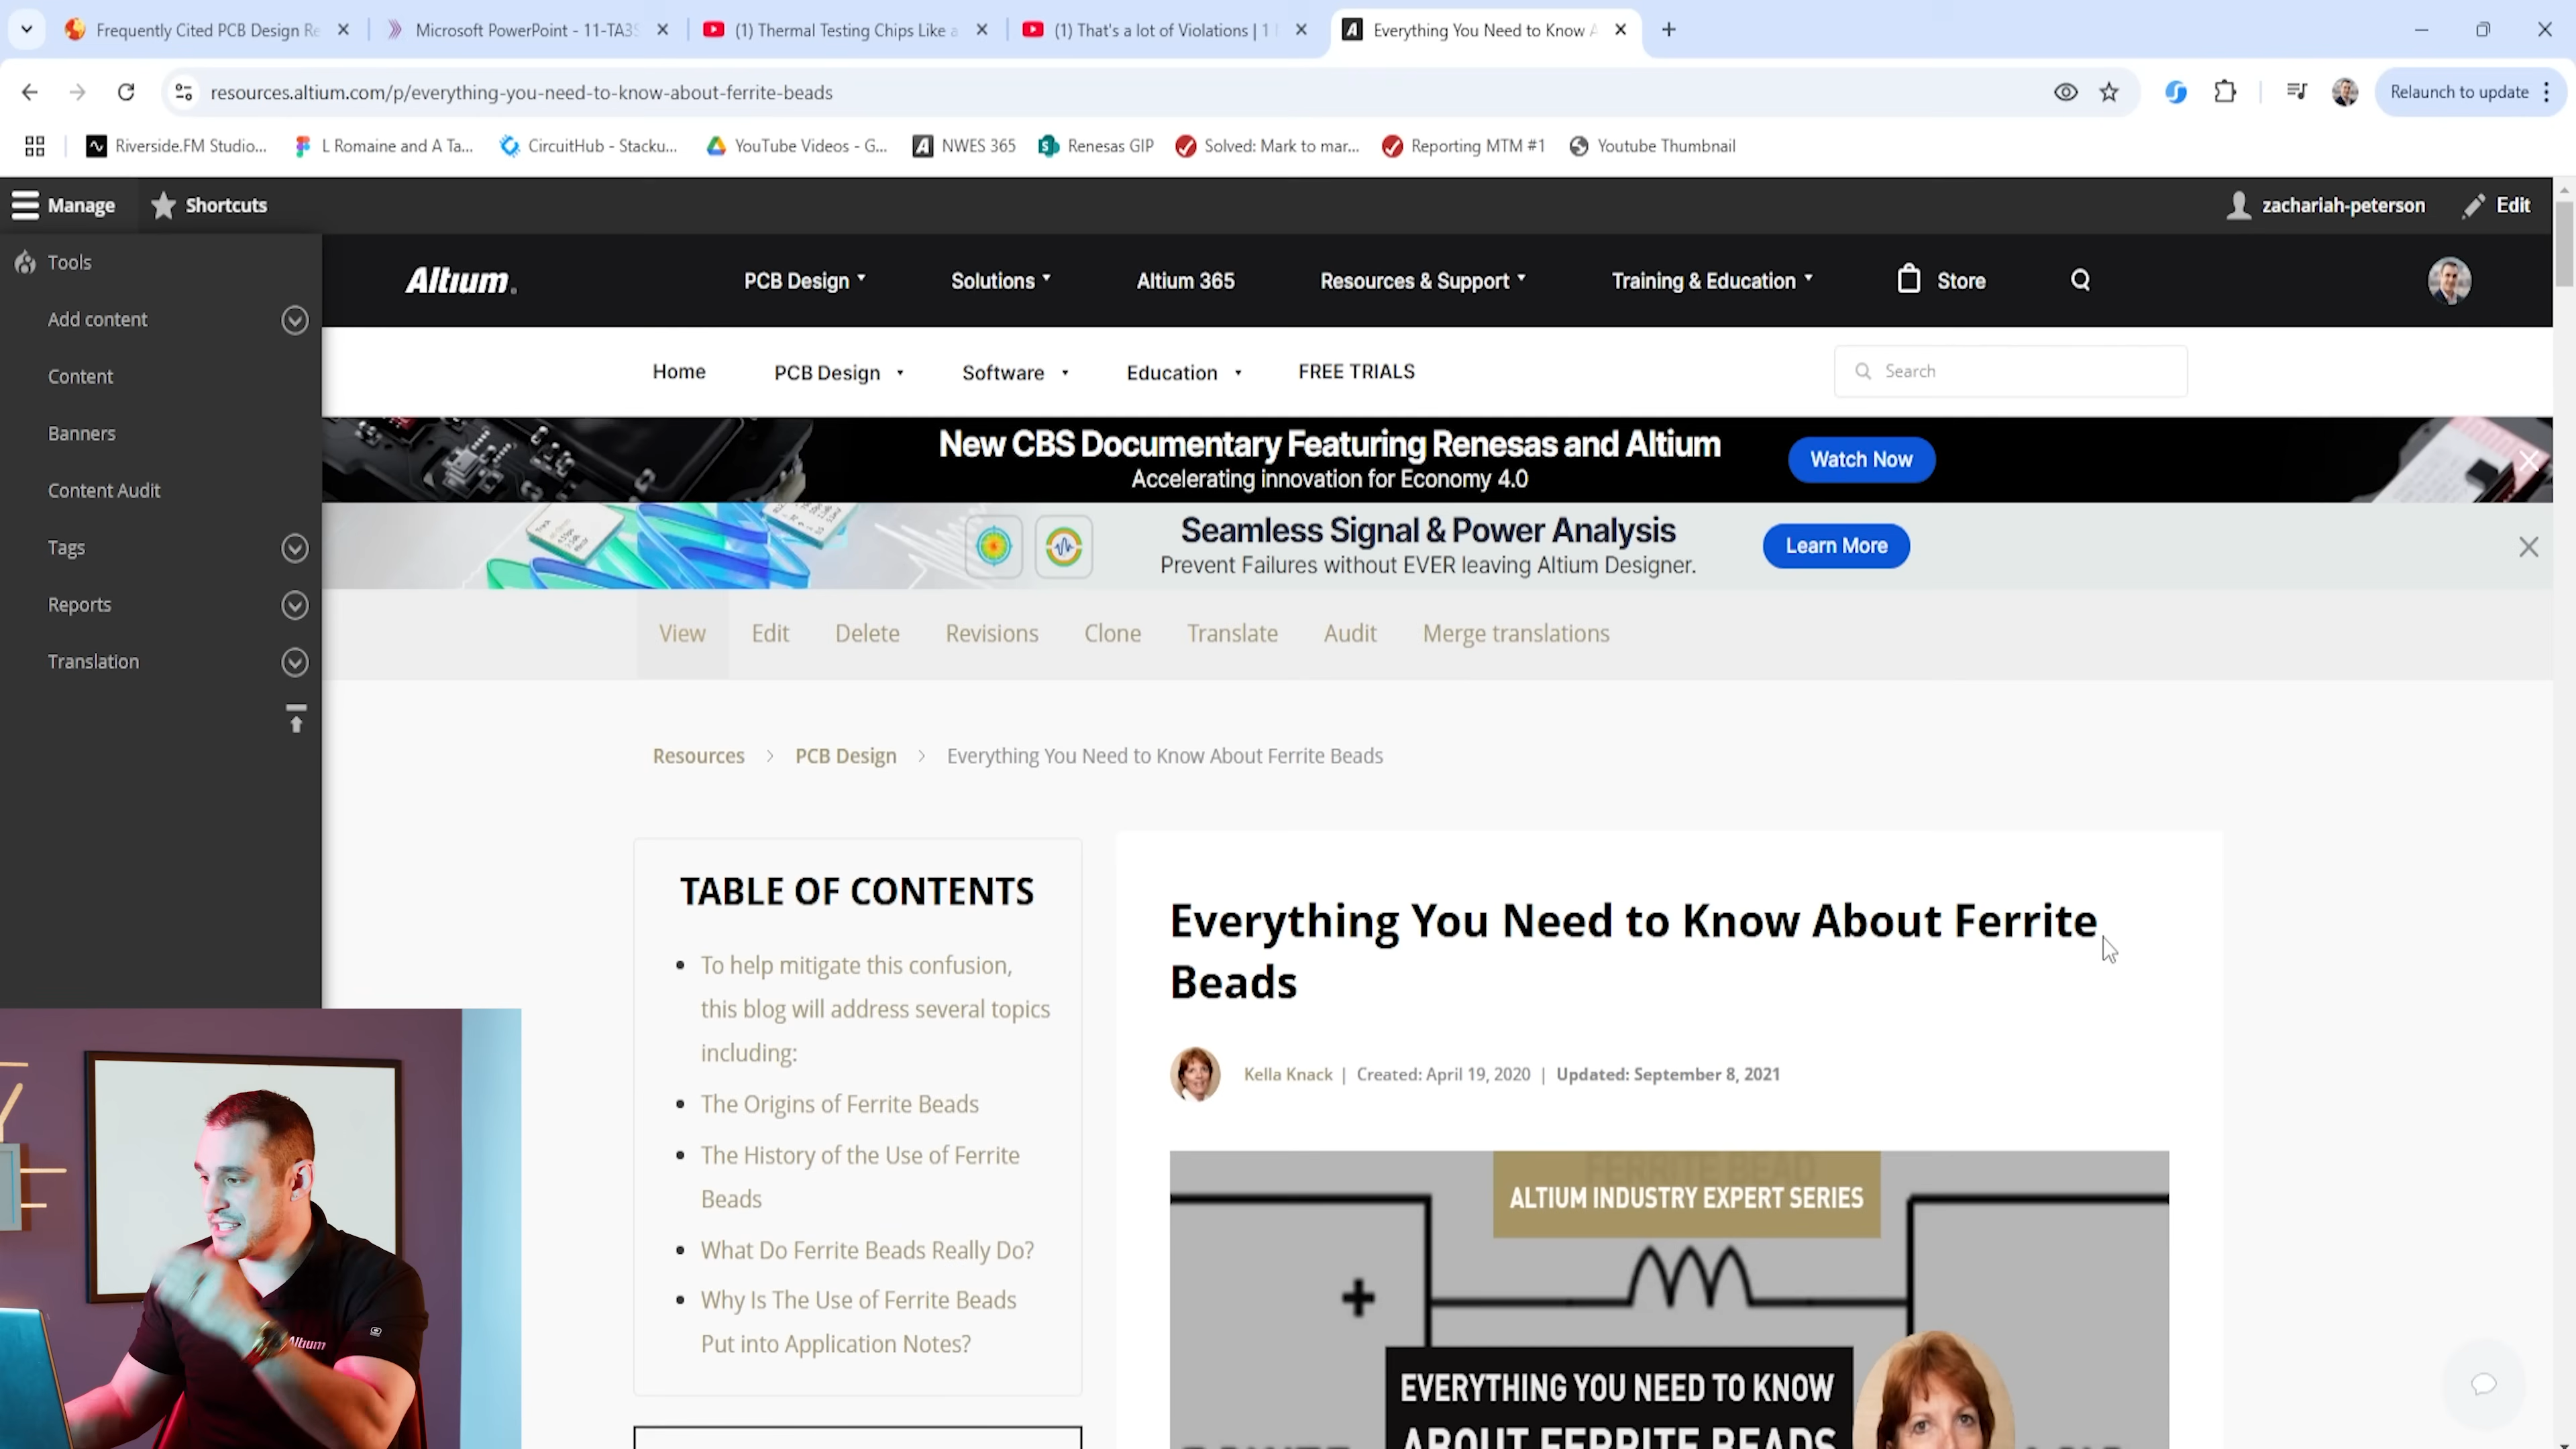 Frequently Cited PCB Design Re
Microsoft PowerPoint - 11-TA3S
(1) Thermal Testing Chips Like a
(1) That's a lot of Violations | 1
Everything You Need to Know A
resources.altium.com/p/everything-you-need-to-know-about-ferrite-beads
Relaunch to update
Riverside.FM Studio...
L Romaine and A Ta...
CircuitHub - Stacku...
YouTube Videos - G...
NWES 365
Renesas GIP
Solved: Mark to mar...
Reporting MTM #1
Youtube Thumbnail
Manage
Shortcuts
zachariah-peterson
Edit
Tools
Add content
Content
Banners
Content Audit
Tags
Reports
Translation
Altium
PCB Design
Solutions
Altium 365
Resources & Support
Training & Education
Store
Home
PCB Design
Software
Education
FREE TRIALS
Search
New CBS Documentary Featuring Renesas and Altium
Accelerating innovation for Economy 4.0
Watch Now
Seamless Signal & Power Analysis
Prevent Failures without EVER leaving Altium Designer.
Learn More
View
Edit
Delete
Revisions
Clone
Translate
Audit
Merge translations
Resources > PCB Design > Everything You Need to Know About Ferrite Beads
TABLE OF CONTENTS
To help mitigate this confusion,
this blog will address several topics
including:
The Origins of Ferrite Beads
The History of the Use of Ferrite
Beads
What Do Ferrite Beads Really Do?
Why Is The Use of Ferrite Beads
Put into Application Notes?
Everything You Need to Know About Ferrite
Beads
Kella Knack | Created: April 19, 2020 | Updated: September 8, 2021
FERRITE BEAD
ALTIUM INDUSTRY EXPERT SERIES
+
EVERYTHING YOU NEED TO KNOW
ABOUT FERRITE BEADS
Altium